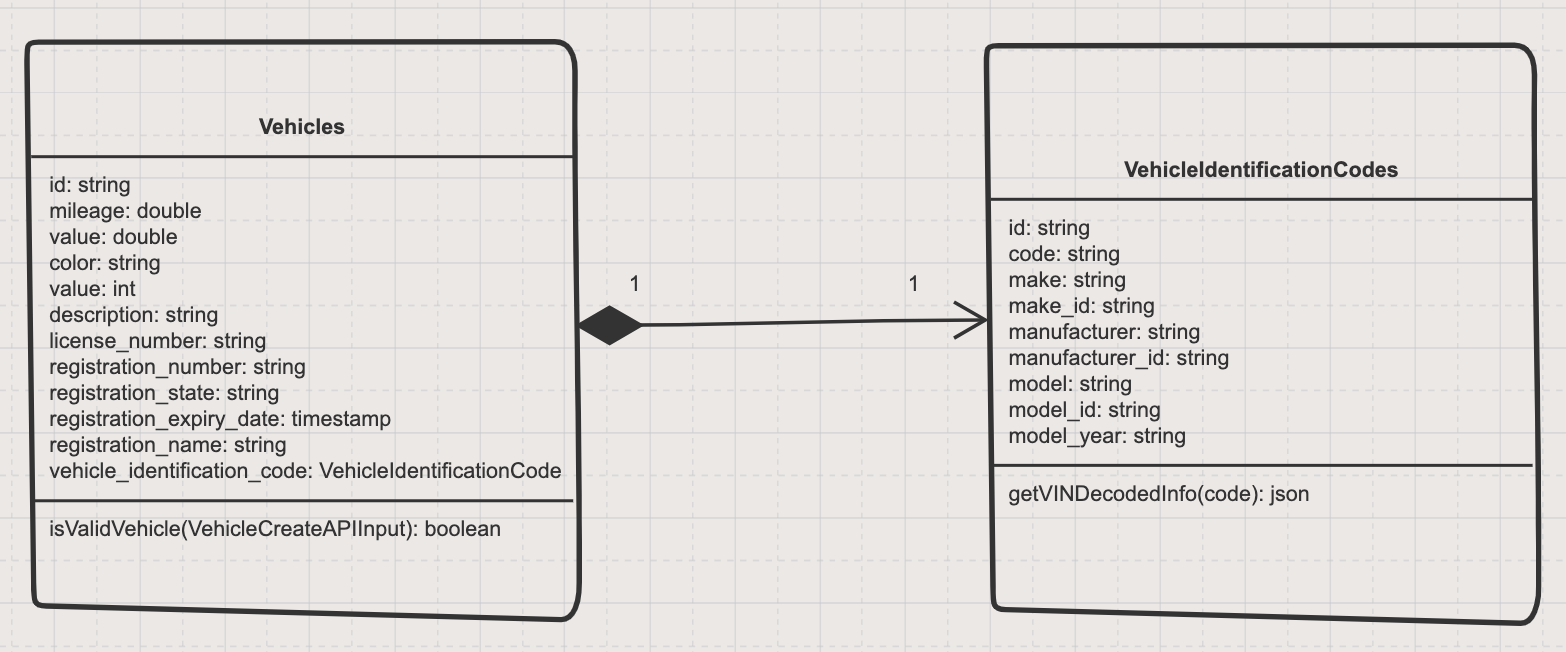 Vehicles
id: string
mileage: double
value: double
color: string
value: int
description: string
license_number: string
registration_number: string
registration_state: string
registration_expiry_date: timestamp
registration_name: string
vehicle_identification_code: VehicleIdentificationCode
isValidVehicle(VehicleCreateAPIInput): boolean
1
1
VehicleIdentificationCodes
id: string
code: string
make: string
make_id: string
manufacturer: string
manufacturer_id: string
model: string
model_id: string
model_year: string
getVINDecodedInfo(code): json